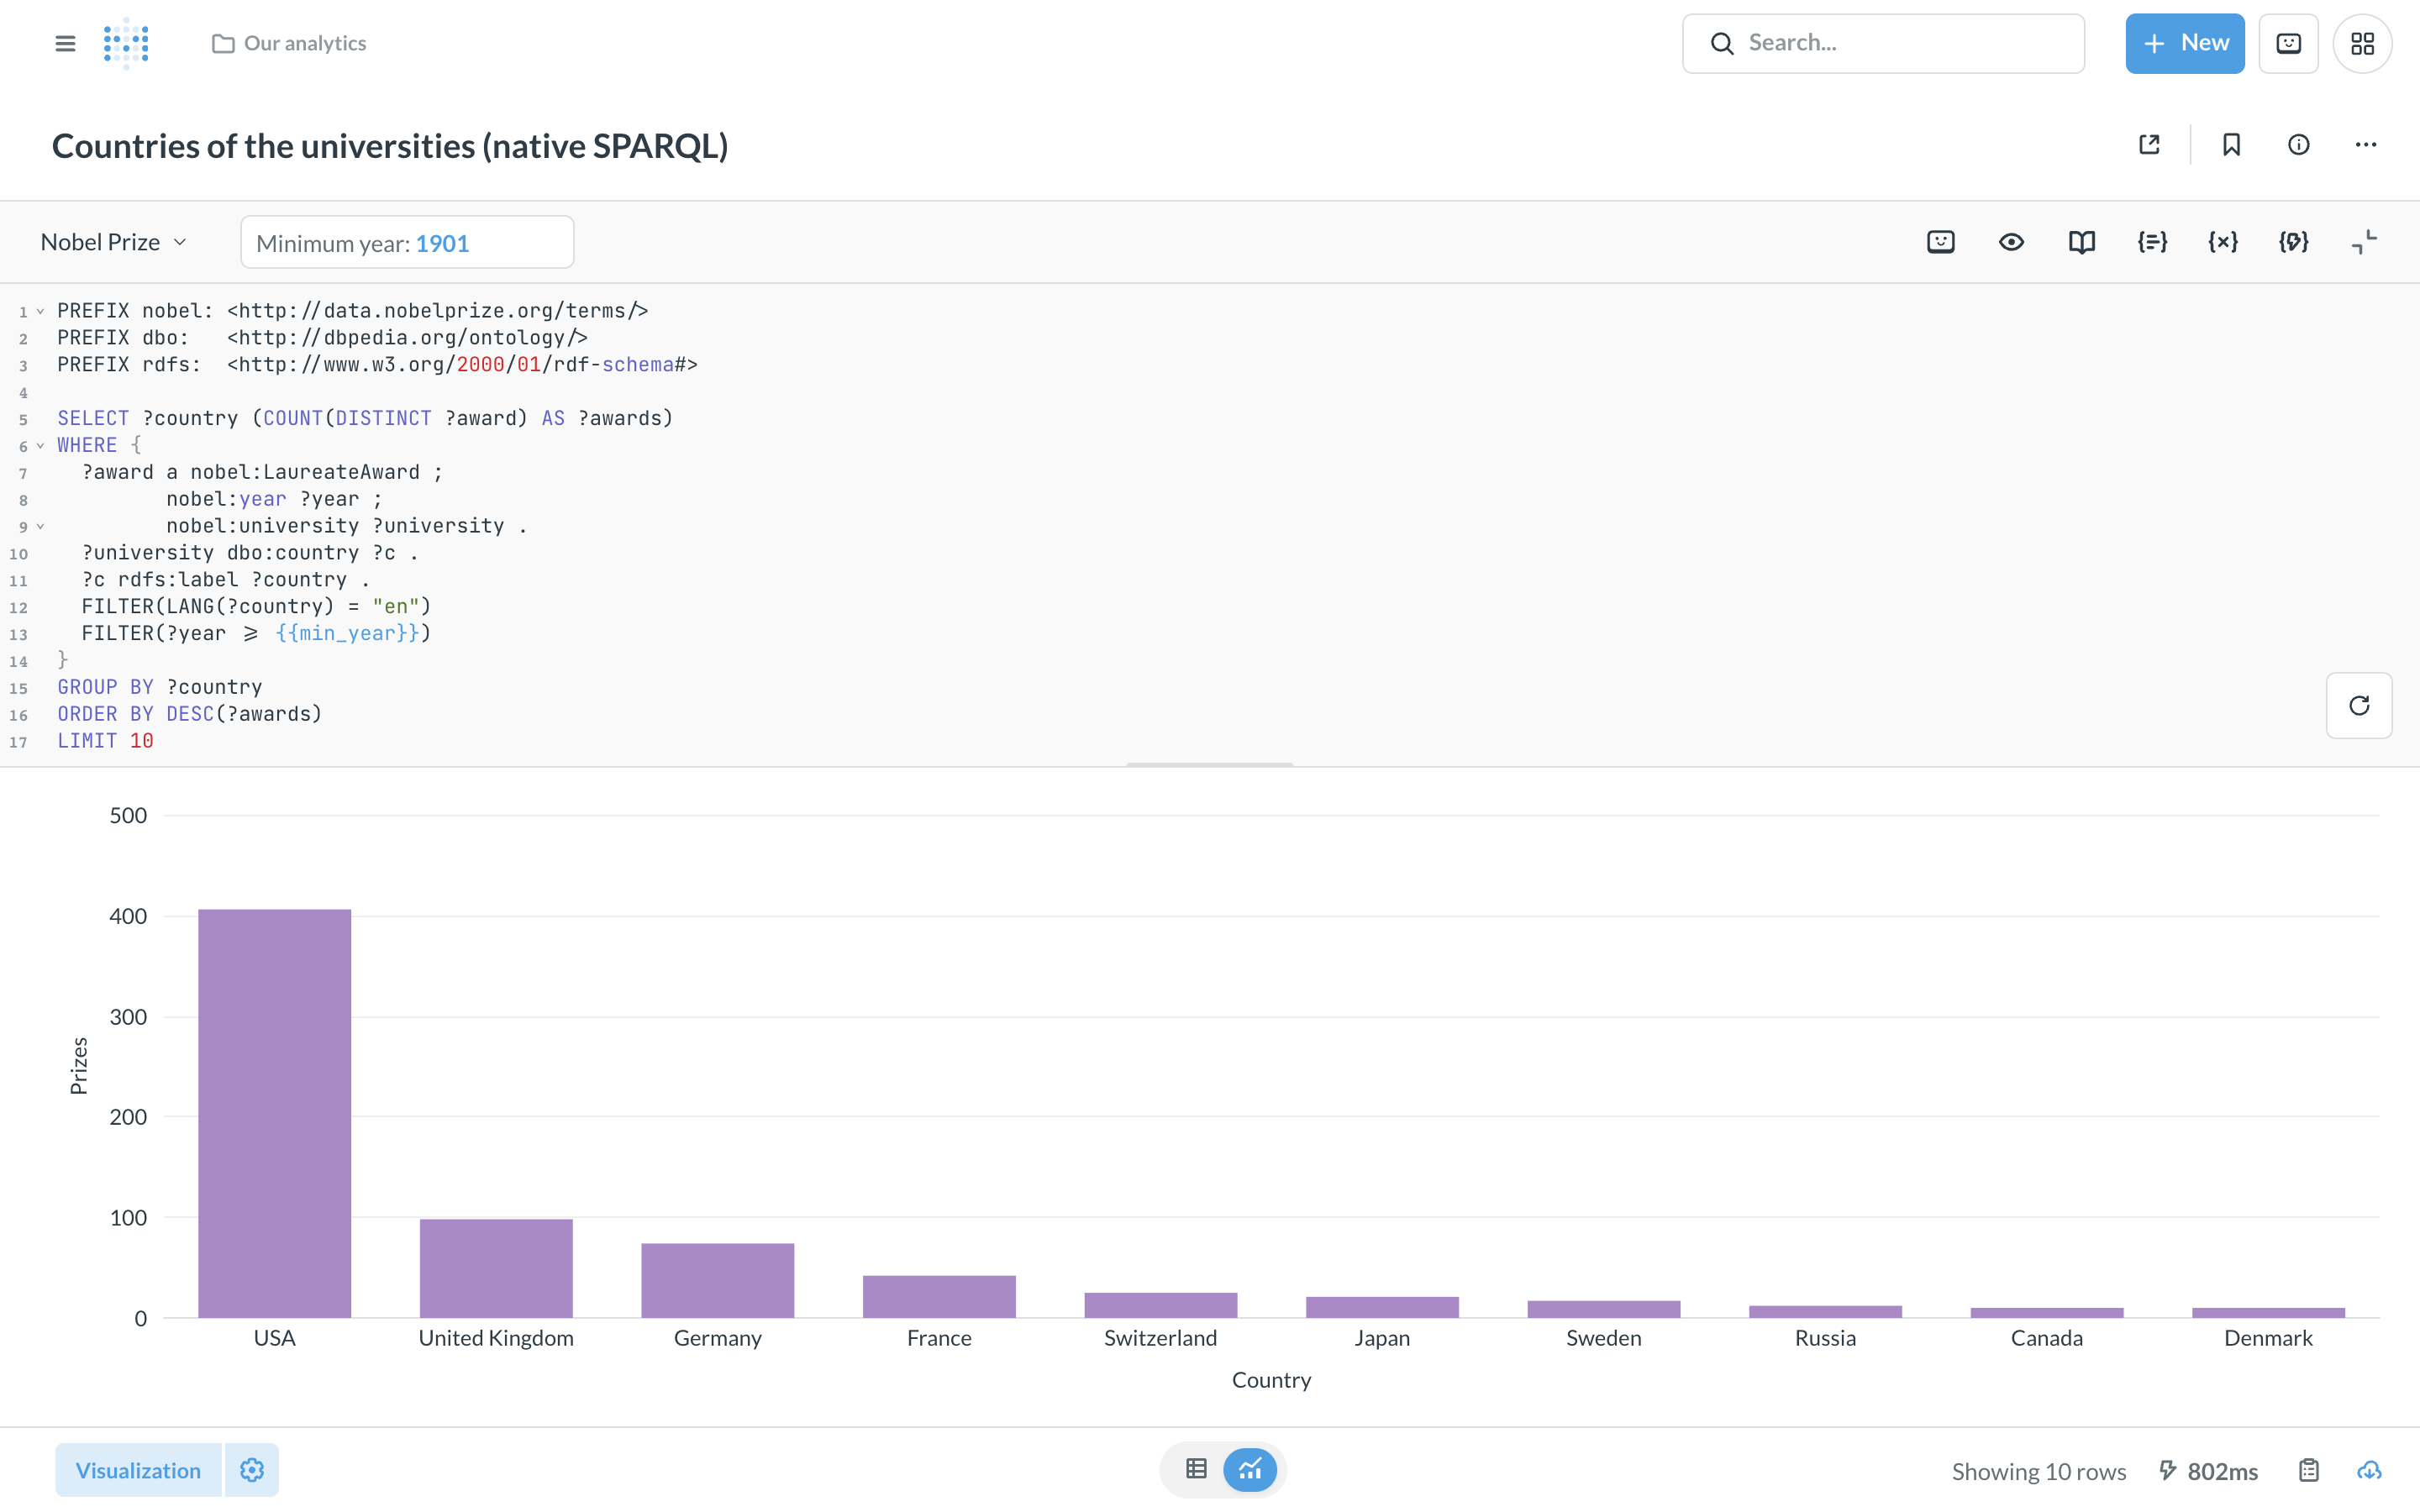 Our analytics
Search...
New
Countries of the universities (native SPARQL)
Nobel Prize
Minimum year: 1901
1 PREFIX nobel: <http://data.nobelprize.org/terms/>
2 PREFIX dbo:   <http://dbpedia.org/ontology/>
3 PREFIX rdfs:  <http://www.w3.org/2000/01/rdf-schema#>
4
5 SELECT ?country (COUNT(DISTINCT ?award) AS ?awards)
6 WHERE {
7   ?award a nobel:LaureateAward ;
8          nobel:year ?year ;
9          nobel:university ?university .
10   ?university dbo:country ?c .
11   ?c rdfs:label ?country .
12   FILTER(LANG(?country) = "en")
13   FILTER(?year >= {{min_year}})
14 }
15 GROUP BY ?country
16 ORDER BY DESC(?awards)
17 LIMIT 10
500
400
300
200
100
0
Prizes
USA United Kingdom Germany France Switzerland Japan Sweden Russia Canada Denmark
Country
Visualization
Showing 10 rows
802ms